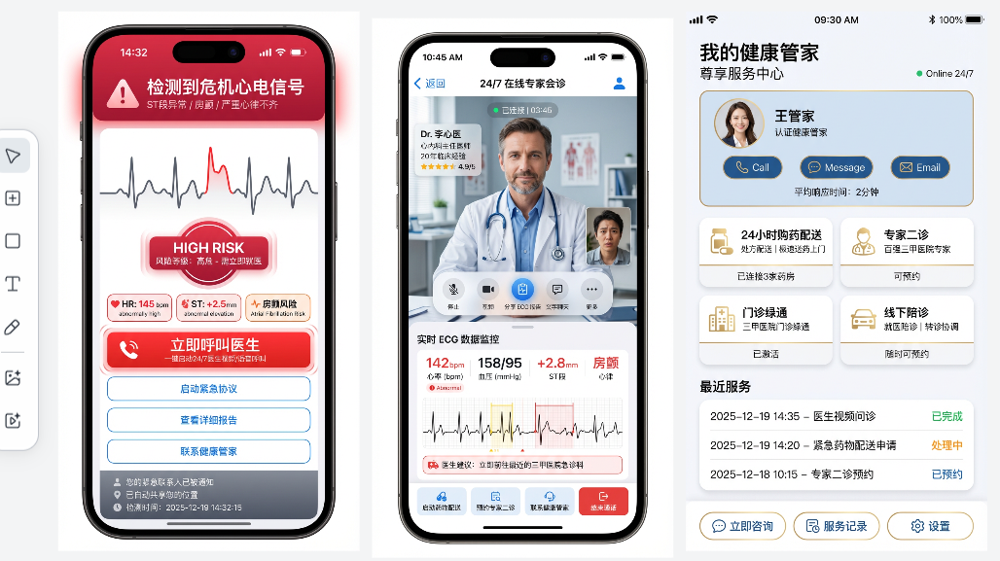 14:32
检测到危机心电信号
ST段异常 / 房颤 / 严重心律不齐
HIGH RISK
风险等级：高危 - 需立即就医
HR: 145 bpm
abnormally high
ST: +2.5mm
abnormal elevation
房颤风险
Atrial Fibrillation Risk
立即呼叫医生
一键启动24/7医生视频/语音呼叫
启动紧急协议
查看详细报告
联系健康管家
您的紧急联系人已被通知
已自动共享您的位置
检测时间：2025-12-19 14:32:15
10:45 AM
返回
24/7 在线专家会诊
已连接 | 03:45
Dr. 李心医
心内科主任医师
20年临床经验
4.9/5
停止
视频
分享 ECG 报告
文字聊天
更多
实时 ECG 数据监控
142bpm
心率 (bpm)
Abnormal
158/95
血压 (mmHg)
+2.8mm
ST段
房颤
心律
医生建议：立即前往最近的三甲医院急诊科
启动药物配送
预约专家二诊
联系健康管家
结束通话
09:30 AM
100%
我的健康管家
尊享服务中心
Online 24/7
王管家
认证健康管家
Call
Message
Email
平均响应时间：2分钟
24小时购药配送
处方配送 | 极速送药上门
已连接3家药房
专家二诊
百强三甲医院专家
可预约
门诊绿通
三甲医院门诊绿通
已激活
线下陪诊
就医陪诊 | 转诊协调
随时可预约
最近服务
2025-12-19 14:35 - 医生视频问诊 已完成
2025-12-19 14:20 - 紧急药物配送申请 处理中
2025-12-18 10:15 - 专家二诊预约 已预约
立即咨询
服务记录
设置